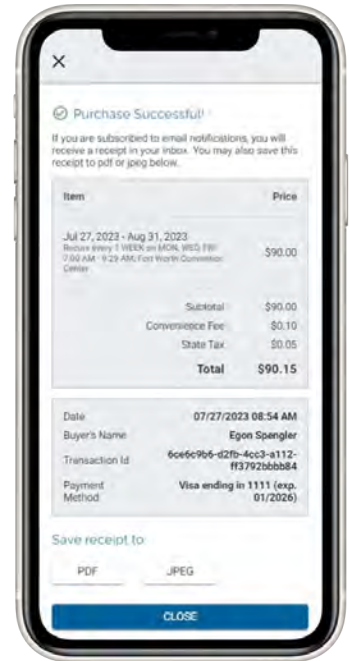 Purchase Successful!
If you are subscribed to email notifications, you will
receive a receipt in your inbox. You may also save this
receipt to pdf or jpeg below.
Item Price
Jul 27, 2023 - Aug 31, 2023
Recurs every 1 WEEK on MON, WED, FRI $90.00
7:00 AM - 9:29 AM, Fort Worth Convention
Center
Subtotal $90.00
Convenience Fee $0.10
State Tax $0.05
Total $90.15
Date 07/27/2023 08:54 AM
Buyer's Name Egon Spengler
Transaction Id 6ce6c9b6-d2fb-4cc3-a112-
ff3792bbbb84
Payment Visa ending in 1111 (exp.
Method 01/2026)
Save receipt to
PDF JPEG
CLOSE